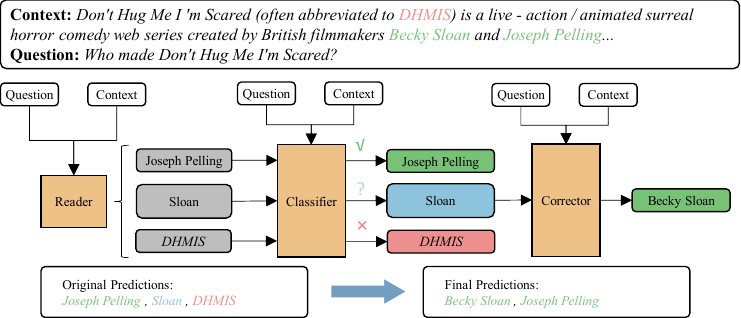 Context: Don't Hug Me I 'm Scared (often abbreviated to DHMIS) is a live - action / animated surreal
horror comedy web series created by British filmmakers Becky Sloan and Joseph Pelling...
Question: Who made Don't Hug Me I'm Scared?
Question Context Question Context Question Context
Joseph Pelling √ Joseph Pelling
Reader Sloan Classifier ? Sloan Corrector Becky Sloan
DHMIS × DHMIS
Original Predictions:
Joseph Pelling , Sloan , DHMIS
Final Predictions:
Becky Sloan , Joseph Pelling